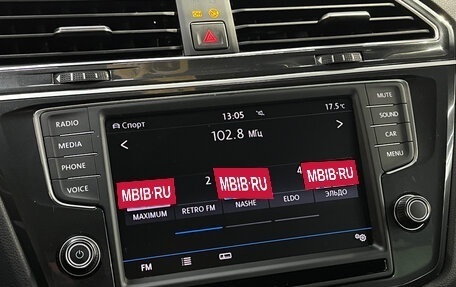 RADIO
MEDIA
PHONE
VOICE
Спорт
13:05
17.5°C
102.8 МГц
2
4
MBIB·RU
MBIB·RU
MBIB·RU
MAXIMUM
RETRO FM
NASHE
ELDO
ЭЛЬДО
FM
MUTE
SOUND
CAR
MENU